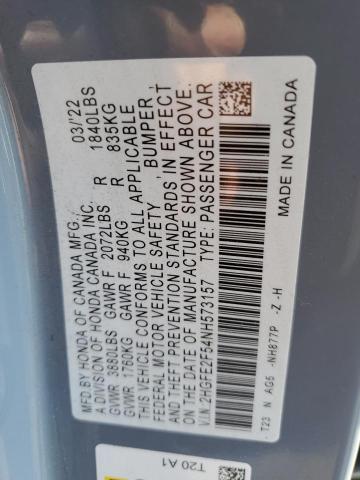 MFD. BY HONDA OF CANADA MFG./ 03/'22
A DIVISION OF HONDA CANADA INC.
GVWR 3880LBS GAWR F 2072LBS R 1840LBS
GVWR 1760KG GAWR F 940KG R 835KG
THIS VEHICLE CONFORMS TO ALL APPLICABLE
FEDERAL MOTOR VEHICLE SAFETY, BUMPER,
THEFT PREVENTION STANDARDS IN EFFECT
ON THE DATE OF MANUFACTURE SHOWN ABOVE.
V.I.N:2HGFE2F54NH573157 TYPE: PASSENGER CAR
T23 N AG5 -NH877P -Z -H
MADE IN CANADA
T20 A1